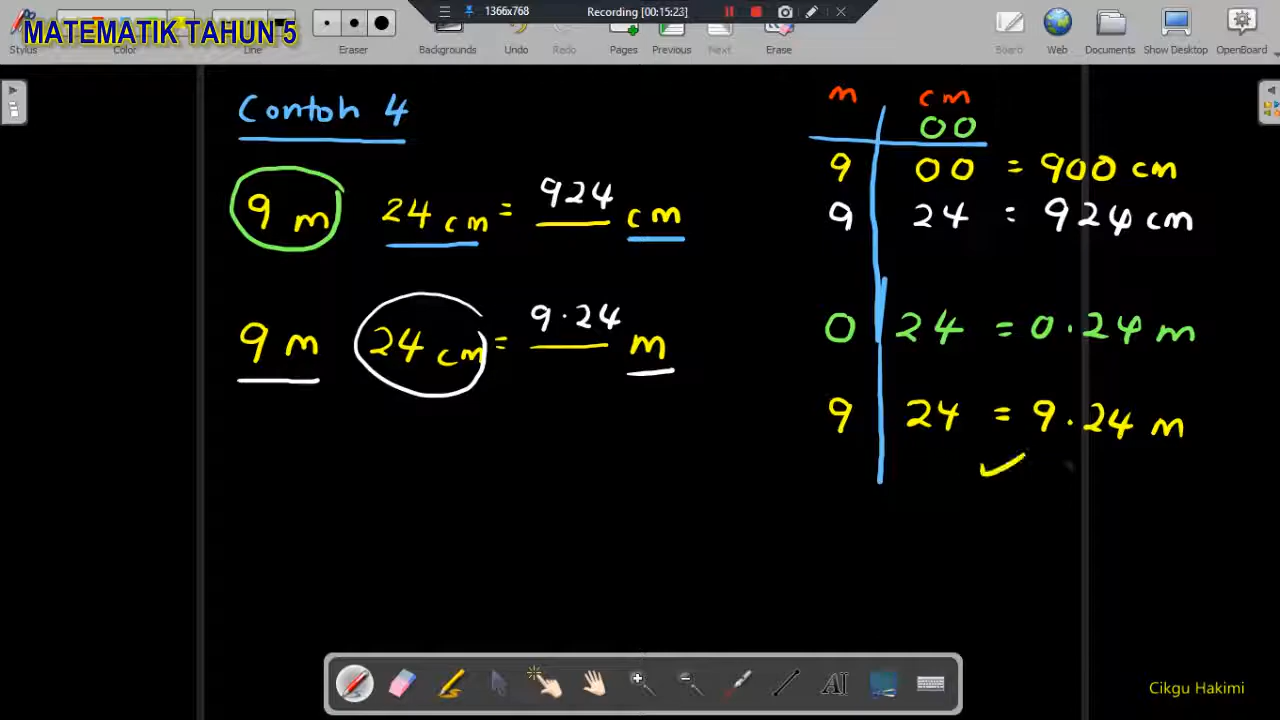 1366x768
Recording [00:15:23]
MATEMATIK TAHUN 5
Stylus
Color
Line
Eraser
Backgrounds
Undo
Redo
Pages
Previous
Next
Erase
Board
Web
Documents
Show Desktop
OpenBoard
Contoh 4
9 m 24 cm = 924 cm
9 m 24 cm = 9.24 m
m cm
00
9 00 = 900 cm
9 24 = 924 cm
0 24 = 0.24 m
9 24 = 9.24 m
Cikgu Hakimi